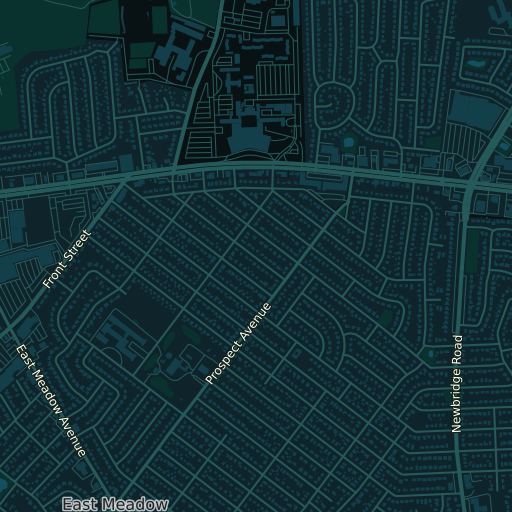 Front Street
Prospect Avenue
East Meadow Avenue
Newbridge Road
East Meadow